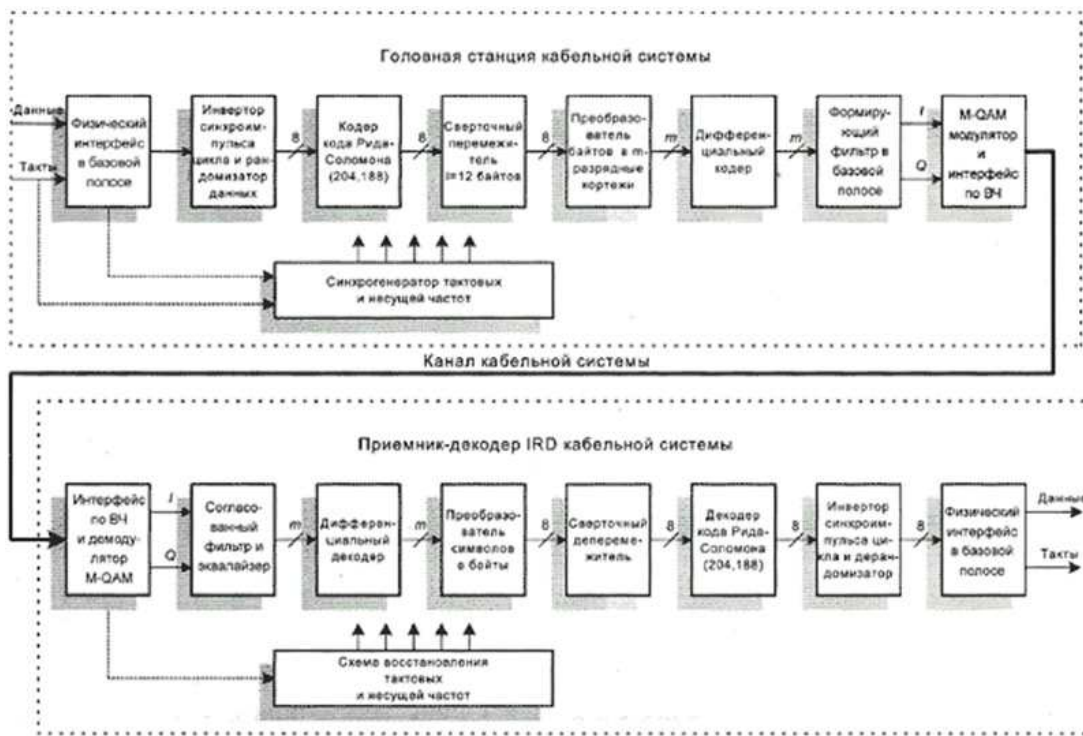 Головная станция кабельной системы
Данные
Такты
Физический
интерфейс
в базовой
полосе
Инвертор
синхроим-
пульса
цикла и ран-
домизатор
данных
8
Кодер
кода Рида-
Соломона
(204,188)
8
Сверточный
перемежи-
тель
I=12 байтов
8
Преобразо-
ватель
байтов в m-
разрядные
кортежи
m
Дифферен-
циальный
кодер
m
Формирую-
щий
фильтр в
базовой
полосе
I
Q
M-QAM
модулятор
и
интерфейс
по ВЧ
Синхрогенератор тактовых
и несущей частот
Канал кабельной системы
Приемник-декодер IRD кабельной системы
Интерфейс
по ВЧ
и демоду-
лятор
M-QAM
I
Q
Согласо-
ванный
фильтр и
эквалайзер
m
Дифферен-
циальный
декодер
m
Преобразо-
ватель
символов
в байты
8
Сверточный
депереме-
житель
8
Декодер
кода Рида-
Соломона
(204,188)
8
Инвертор
синхроим-
пульса цик-
ла и деран-
домизатор
8
Физический
интерфейс
в базовой
полосе
Данные
Такты
Схема восстановления
тактовых
и несущей частот